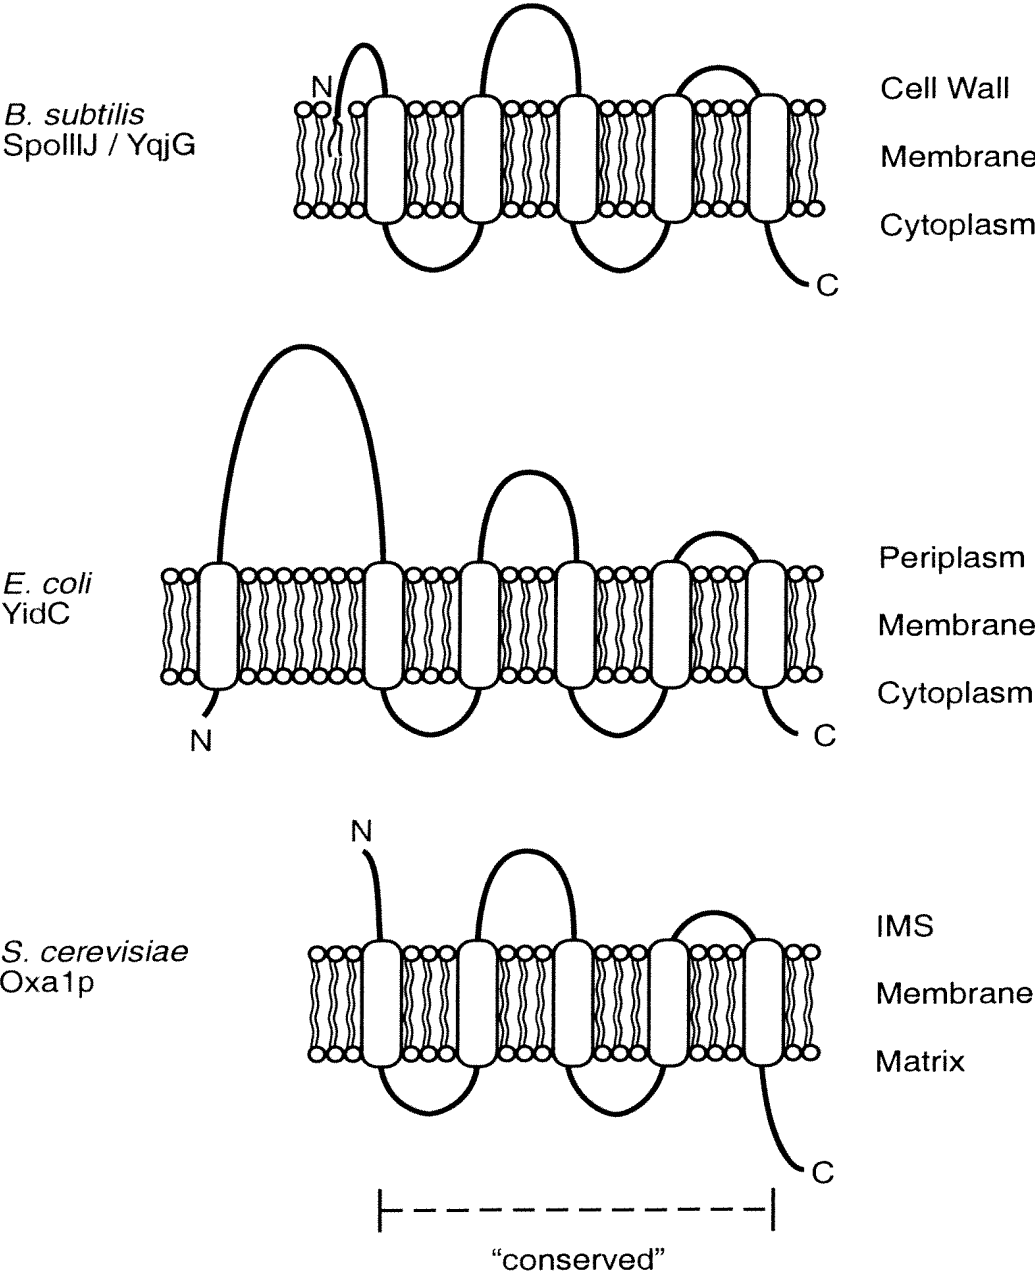 N
Cell Wall
B. subtilis
SpoIIIJ / YqjG
Membrane
Cytoplasm
C
Periplasm
E. coli
YidC
Membrane
Cytoplasm
N
C
N
IMS
S. cerevisiae
Oxa1p
Membrane
Matrix
C
“conserved”